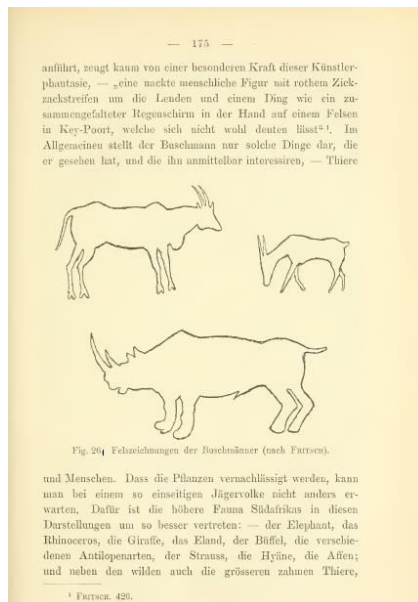 — 175 —
anführt, zeugt kaum von einer besonderen Kraft dieser Künstler-
phantasie, — „eine nackte menschliche Figur mit rothem Zick-
zackstreifen um die Lenden und einem Ding wie ein zu-
sammengefalteter Regenschirm in der Hand auf einem Felsen
in Key-Poort, welche sich nicht wohl deuten lässt“ ¹. Im
Allgemeinen stellt der Buschmann nur solche Dinge dar, die
er gesehen hat, und die ihn unmittelbar interessiren, — Thiere
Fig. 26. Felszeichnungen der Buschmänner (nach FRITSCH).
und Menschen. Dass die Pflanzen vernachlässigt werden, kann
man bei einem so einseitigen Jägervolke nicht anders er-
warten. Dafür ist die höhere Fauna Südafrikas in diesen
Darstellungen um so besser vertreten: — der Elephant, das
Rhinoceros, die Giraffe, das Eland, der Büffel, die verschie-
denen Antilopenarten, der Strauss, die Hyäne, die Affen;
und neben den wilden auch die grösseren zahmen Thiere,
¹ FRITSCH. 426.